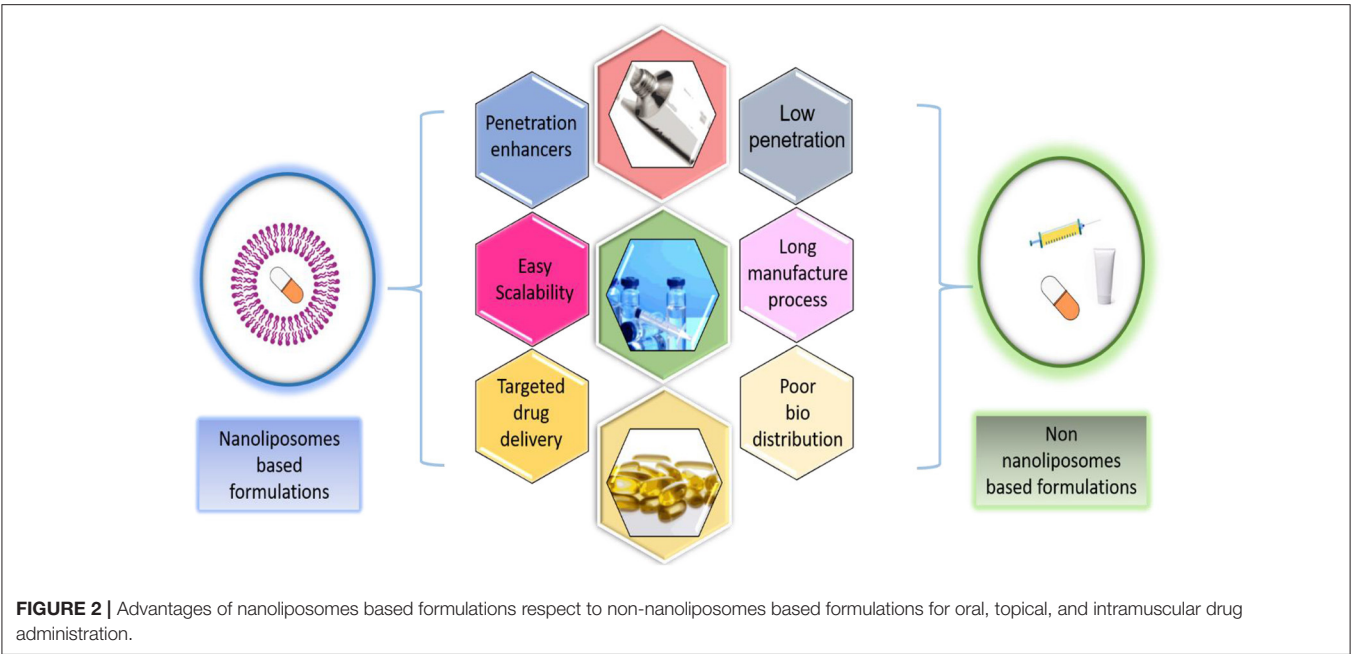 Penetration
enhancers
Low
penetration
Easy
Scalability
Long
manufacture
process
Targeted
drug
delivery
Poor
bio
distribution
Nanoliposomes
based
formulations
Non
nanoliposomes
based formulations
FIGURE 2 | Advantages of nanoliposomes based formulations respect to non-nanoliposomes based formulations for oral, topical, and intramuscular drug
administration.